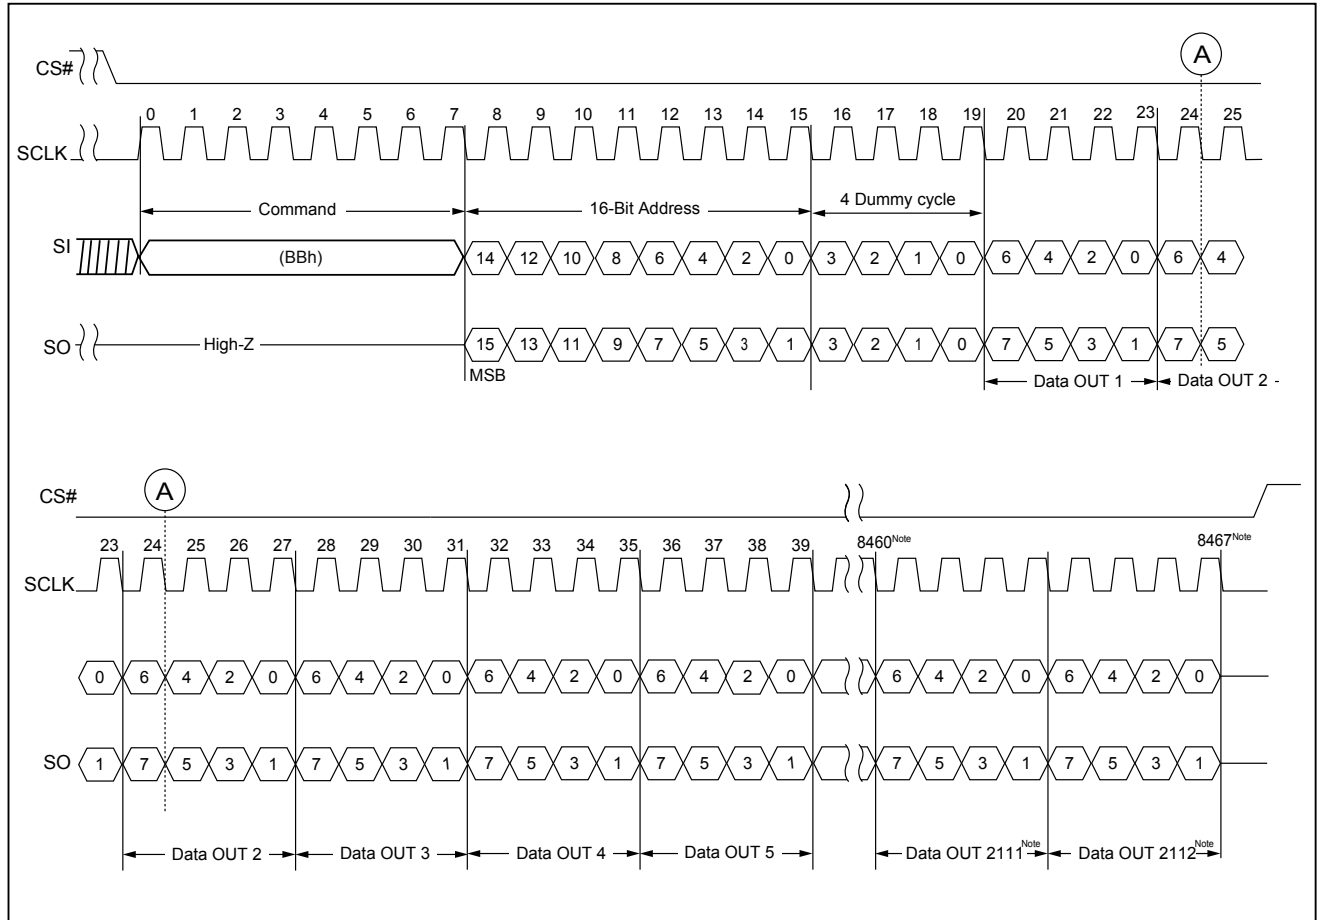 A
CS#
0 1 2 3 4 5 6 7 8 9 10 11 12 13 14 15 16 17 18 19 20 21 22 23 24 25
SCLK
Command 16-Bit Address 4 Dummy cycle
SI (BBh) 14 12 10 8 6 4 2 0 3 2 1 0 6 4 2 0 6 4
SO High-Z 15 13 11 9 7 5 3 1 3 2 1 0 7 5 3 1 7 5
MSB Data OUT 1 Data OUT 2
A
CS#
23 24 25 26 27 28 29 30 31 32 33 34 35 36 37 38 39 8460Note 8467Note
SCLK
0 6 4 2 0 6 4 2 0 6 4 2 0 6 4 2 0 6 4 2 0 6 4 2 0
SO 1 7 5 3 1 7 5 3 1 7 5 3 1 7 5 3 1 7 5 3 1 7 5 3 1
Data OUT 2 Data OUT 3 Data OUT 4 Data OUT 5 Data OUT 2111Note Data OUT 2112Note